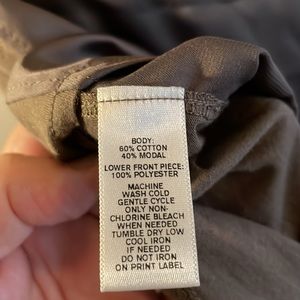 BODY:
60% COTTON
40% MODAL
LOWER FRONT PIECE:
100% POLYESTER
MACHINE
WASH COLD
GENTLE CYCLE
ONLY NON-
CHLORINE BLEACH
WHEN NEEDED
TUMBLE DRY LOW
COOL IRON
IF NEEDED
DO NOT IRON
ON PRINT LABEL